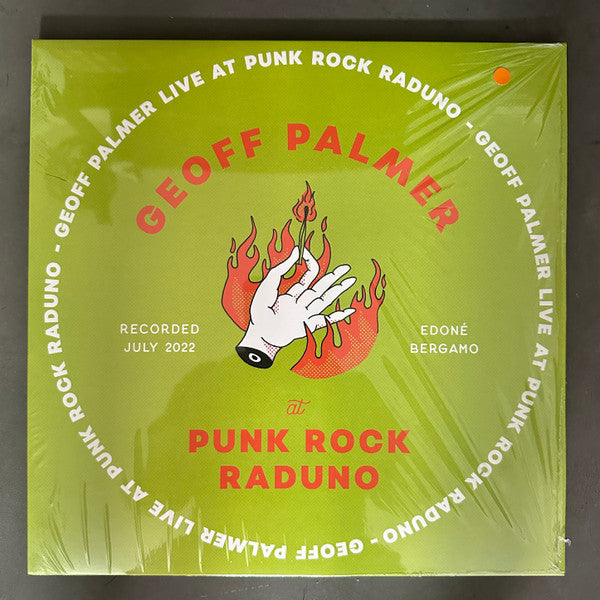 GEOFF PALMER LIVE AT PUNK ROCK RADUNO - GEOFF PALMER LIVE AT PUNK ROCK RADUNO - GEOFF PALMER LIVE AT PUNK ROCK RADUNO -
GEOFF PALMER
RECORDED
JULY 2022
EDONÉ
BERGAMO
at
PUNK ROCK
RADUNO